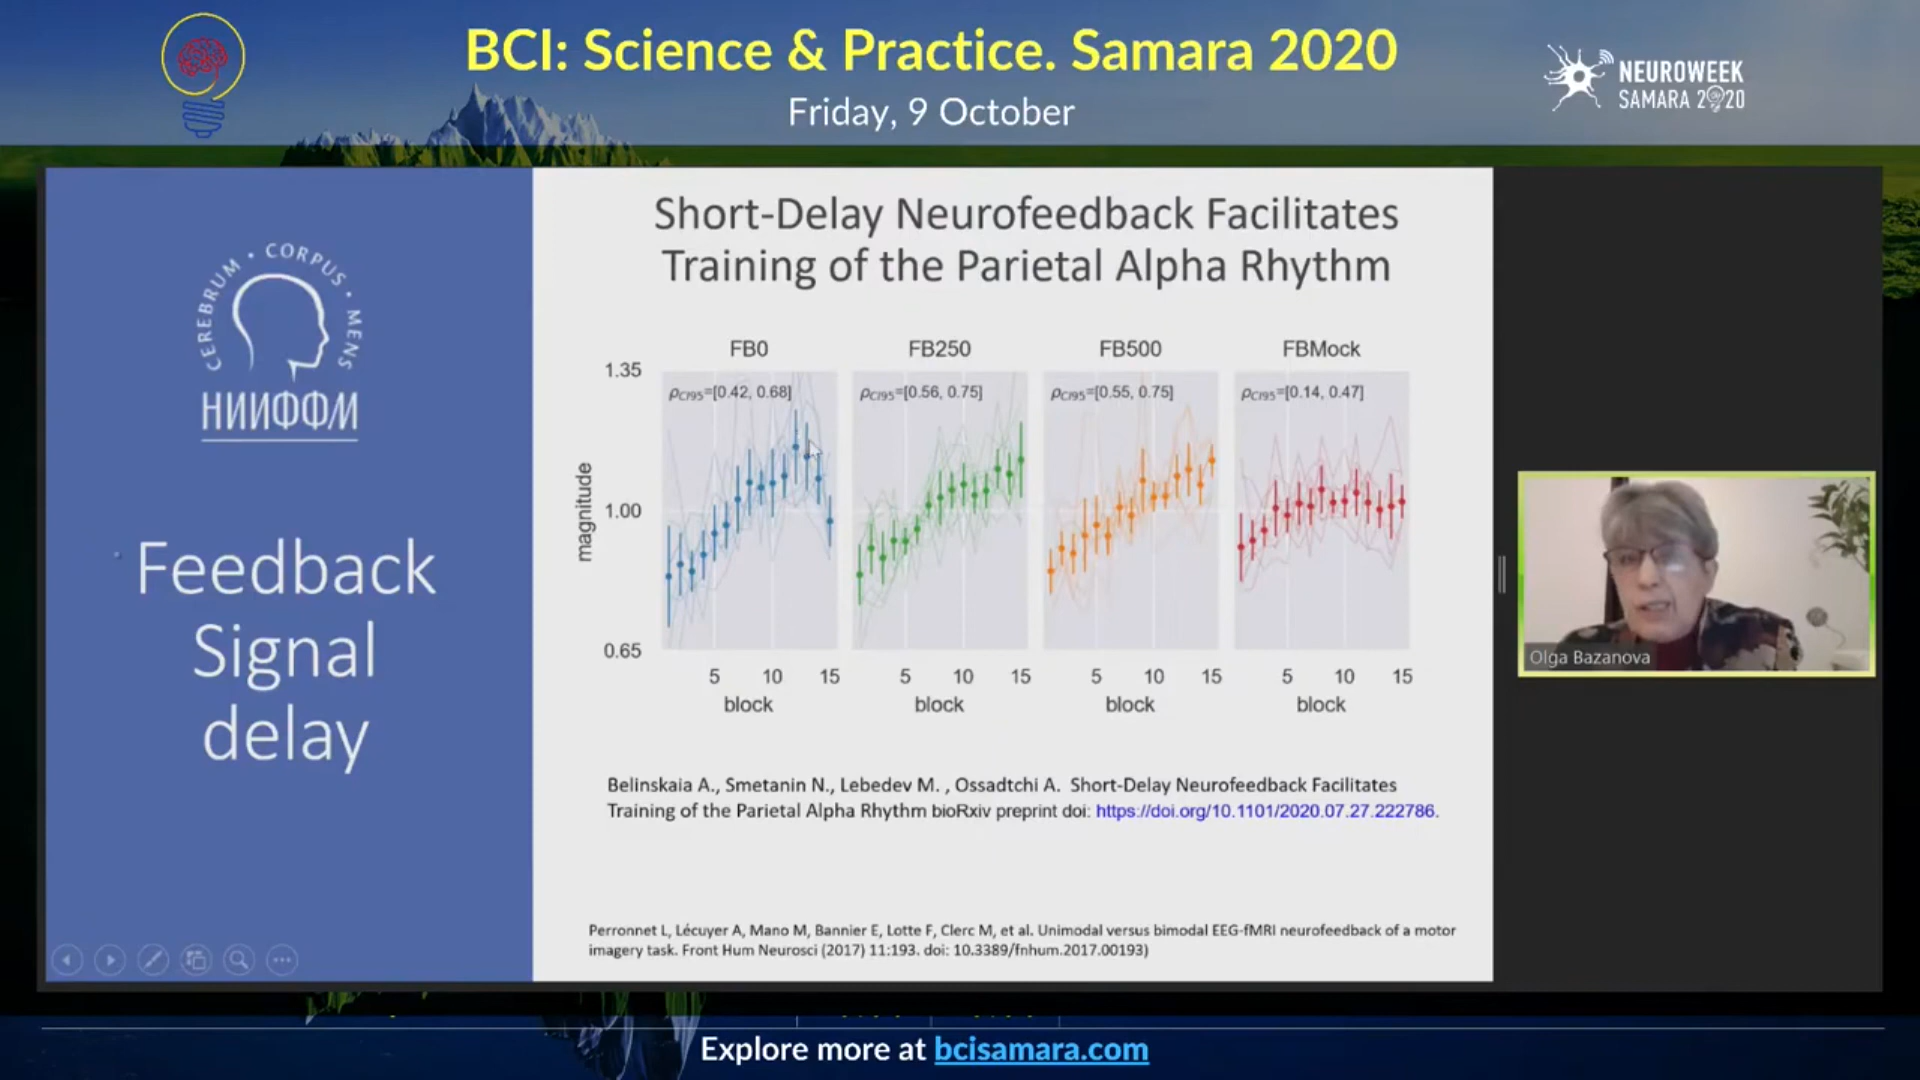 BCI: Science & Practice. Samara 2020
Friday, 9 October
NEUROWEEK
SAMARA 2020
CEREBRUM • CORPUS • MENS
НИИФФМ
Feedback
Signal
delay
Short-Delay Neurofeedback Facilitates
Training of the Parietal Alpha Rhythm
FB0 FB250 FB500 FBMock
1.35
ρCI95=[0.42, 0.68] ρCI95=[0.56, 0.75] ρCI95=[0.55, 0.75] ρCI95=[0.14, 0.47]
magnitude
1.00
0.65
5 10 15 5 10 15 5 10 15 5 10 15
block block block block
Belinskaia A., Smetanin N., Lebedev M. , Ossadtchi A. Short-Delay Neurofeedback Facilitates
Training of the Parietal Alpha Rhythm bioRxiv preprint doi: https://doi.org/10.1101/2020.07.27.222786.
Perronnet L, Lécuyer A, Mano M, Bannier E, Lotte F, Clerc M, et al. Unimodal versus bimodal EEG-fMRI neurofeedback of a motor
imagery task. Front Hum Neurosci (2017) 11:193. doi: 10.3389/fnhum.2017.00193)
Olga Bazanova
Explore more at bcisamara.com